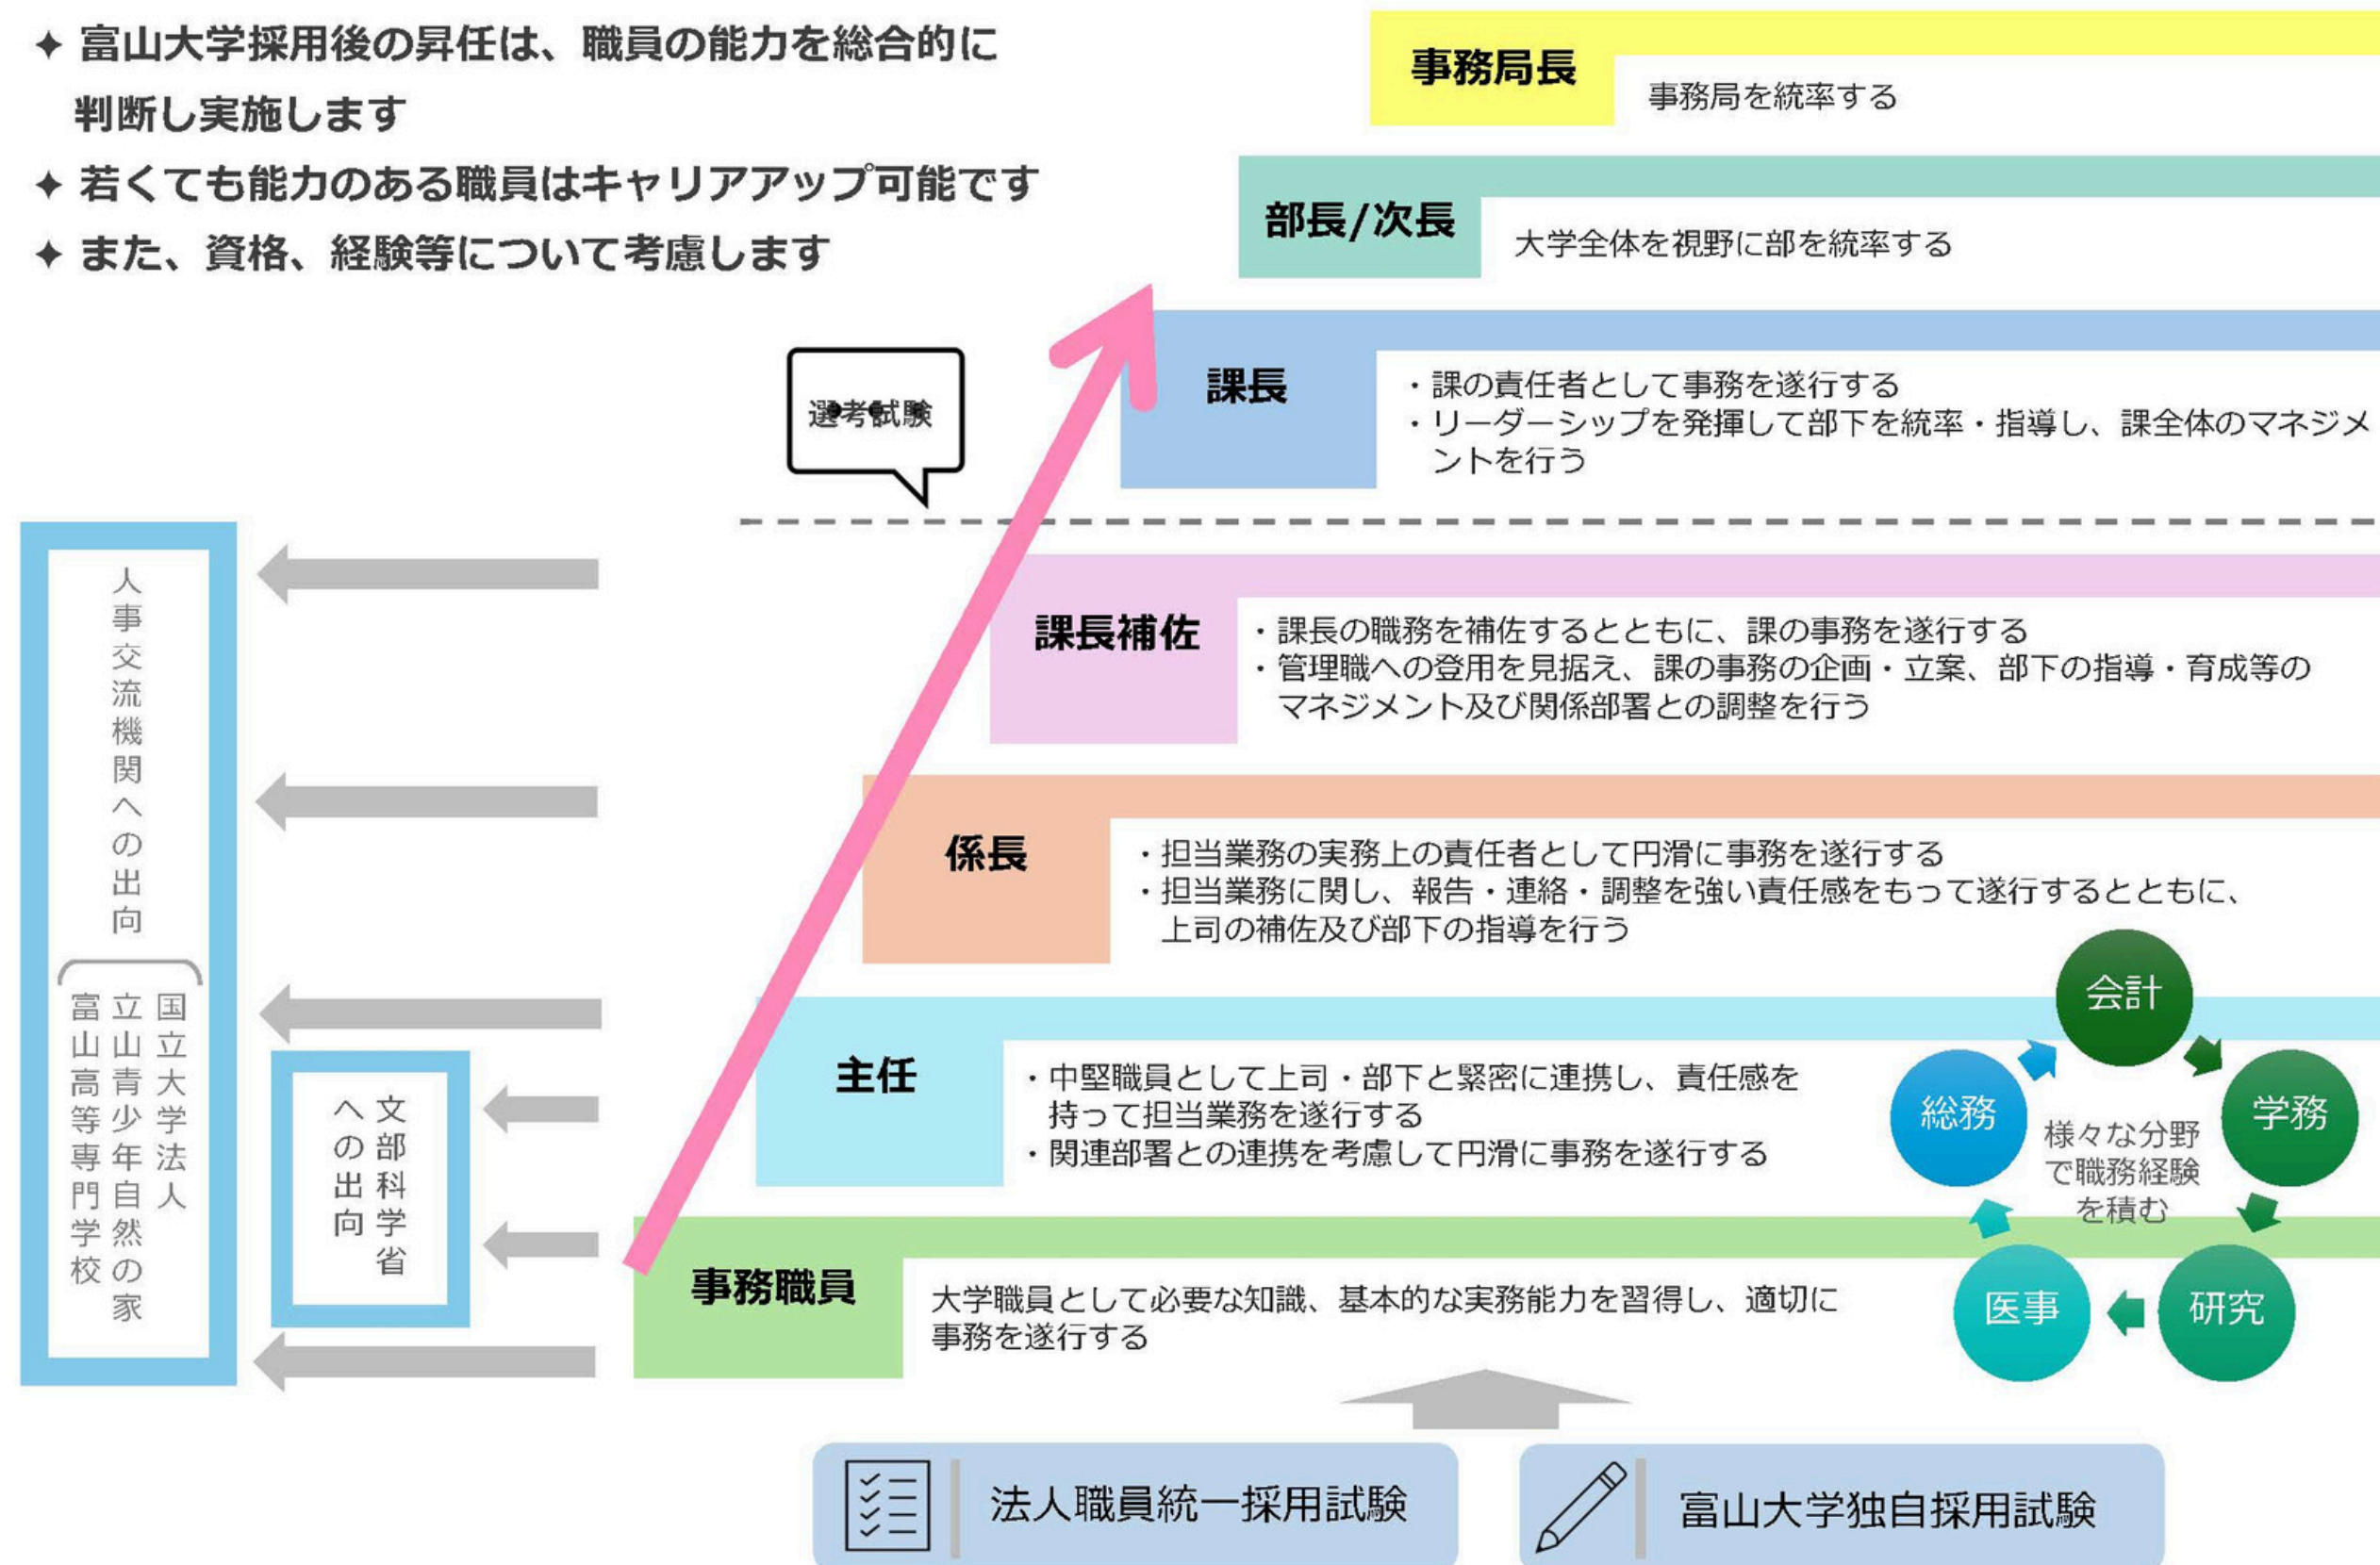 ✦ 富山大学採用後の昇任は、職員の能力を総合的に
判断し実施します
✦ 若くても能力のある職員はキャリアアップ可能です
✦ また、資格、経験等について考慮します
事務局長
事務局を統率する
部長/次長
大学全体を視野に部を統率する
選考試験
課長
・課の責任者として事務を遂行する
・リーダーシップを発揮して部下を統率・指導し、課全体のマネジメ
ントを行う
課長補佐
・課長の職務を補佐するとともに、課の事務を遂行する
・管理職への登用を見据え、課の事務の企画・立案、部下の指導・育成等の
マネジメント及び関係部署との調整を行う
係長
・担当業務の実務上の責任者として円滑に事務を遂行する
・担当業務に関し、報告・連絡・調整を強い責任感をもって遂行するとともに、
上司の補佐及び部下の指導を行う
主任
・中堅職員として上司・部下と緊密に連携し、責任感を
持って担当業務を遂行する
・関連部署との連携を考慮して円滑に事務を遂行する
事務職員
大学職員として必要な知識、基本的な実務能力を習得し、適切に
事務を遂行する
人事交流機関への出向
国立大学法人
立山青少年自然の家
富山高等専門学校
文部科学省
への出向
会計
学務
研究
医事
総務
様々な分野
で職務経験
を積む
法人職員統一採用試験
富山大学独自採用試験